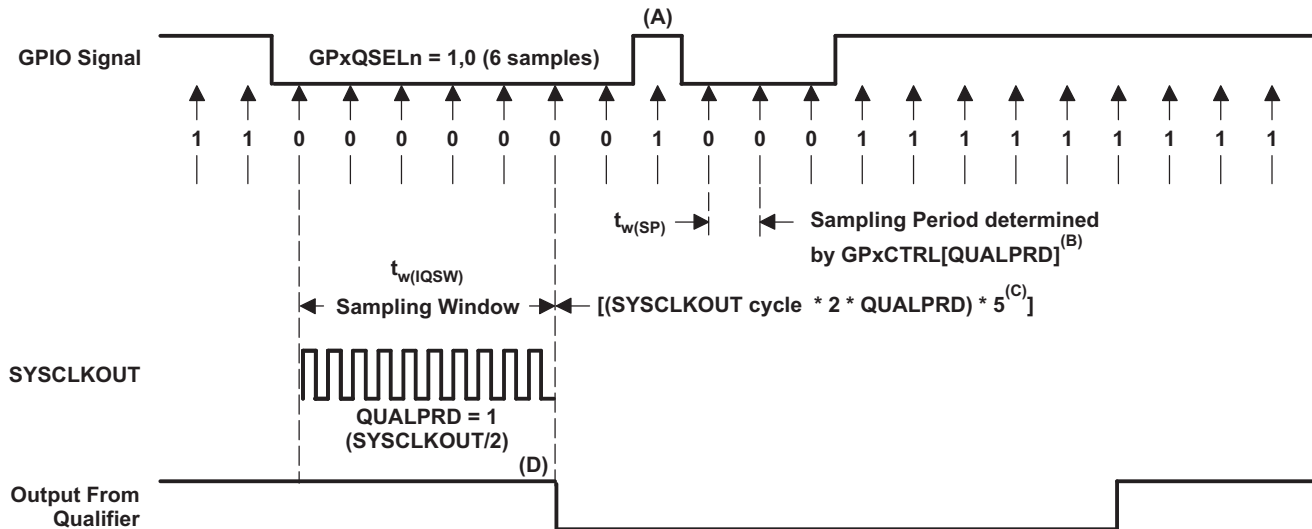 (A)
GPIO Signal
GPxQSELn = 1,0 (6 samples)
1 1 0 0 0 0 0 0 0 1 0 0 0 1 1 1 1 1 1 1 1 1
tw(SP)
Sampling Period determined
by GPxCTRL[QUALPRD](B)
tw(IQSW)
Sampling Window
[(SYSCLKOUT cycle * 2 * QUALPRD) * 5(C)]
SYSCLKOUT
QUALPRD = 1
(SYSCLKOUT/2)
(D)
Output From
Qualifier